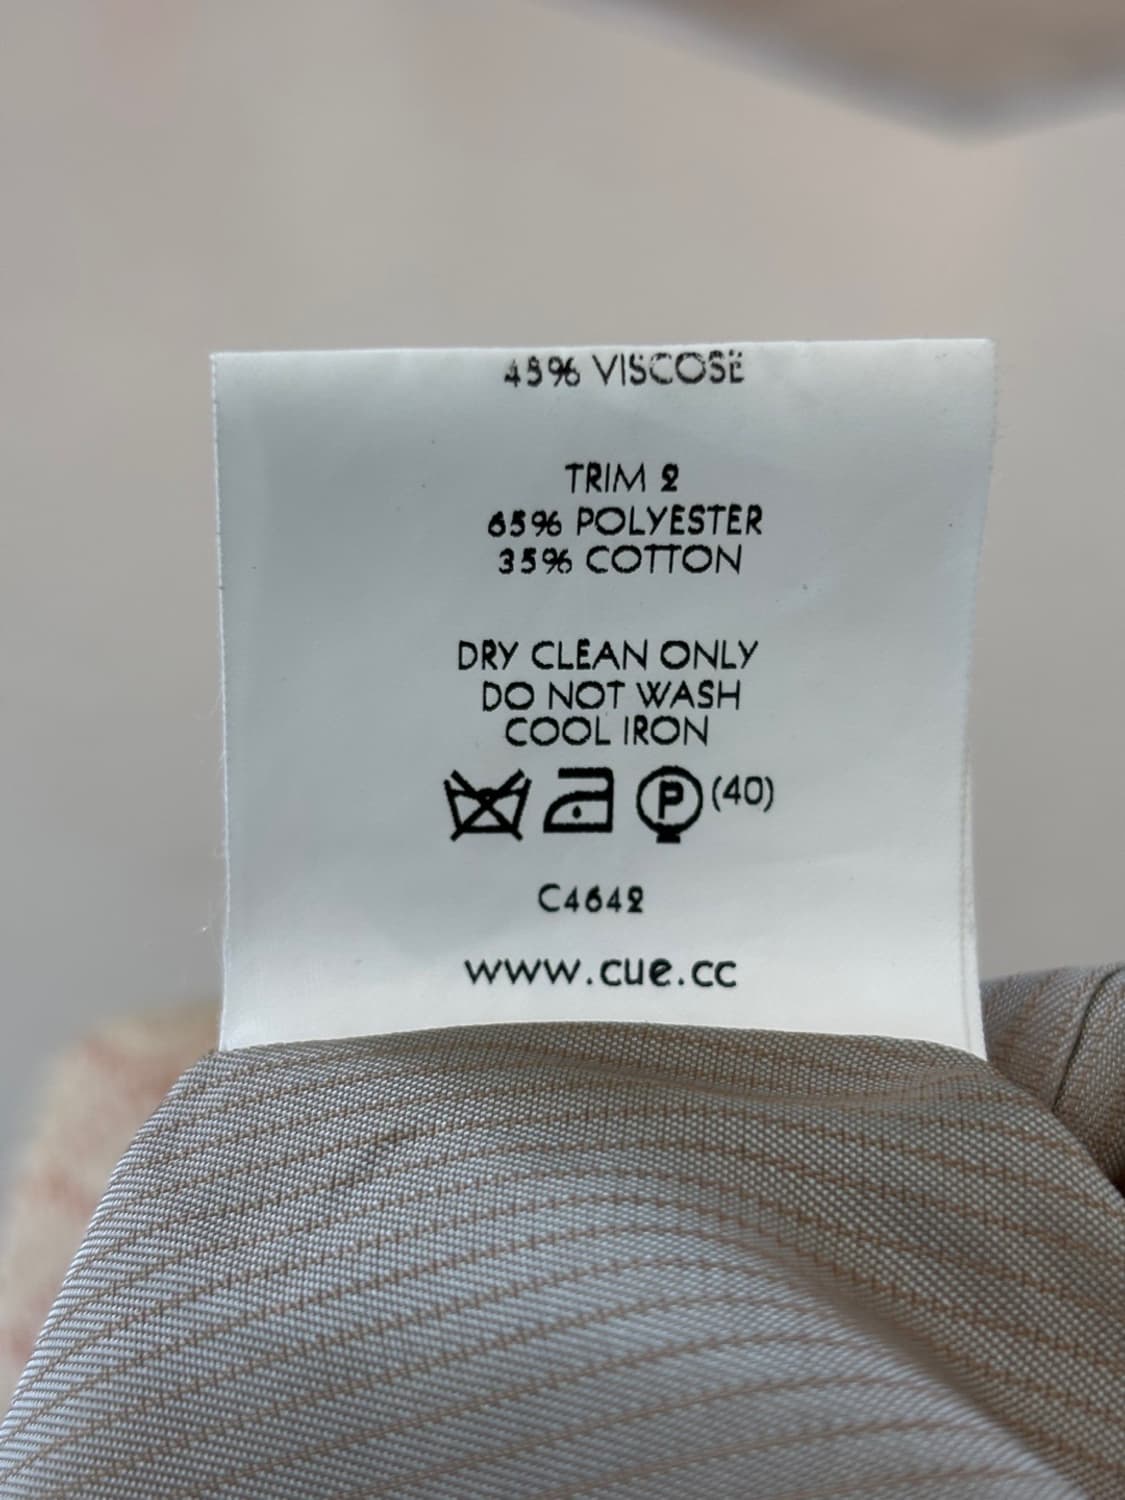 VISCOSE
TRIM 2
65% POLYESTER
35% COTTON
DRY CLEAN ONLY
DO NOT WASH
COOL IRON
P (40)
C4642
www.cue.cc